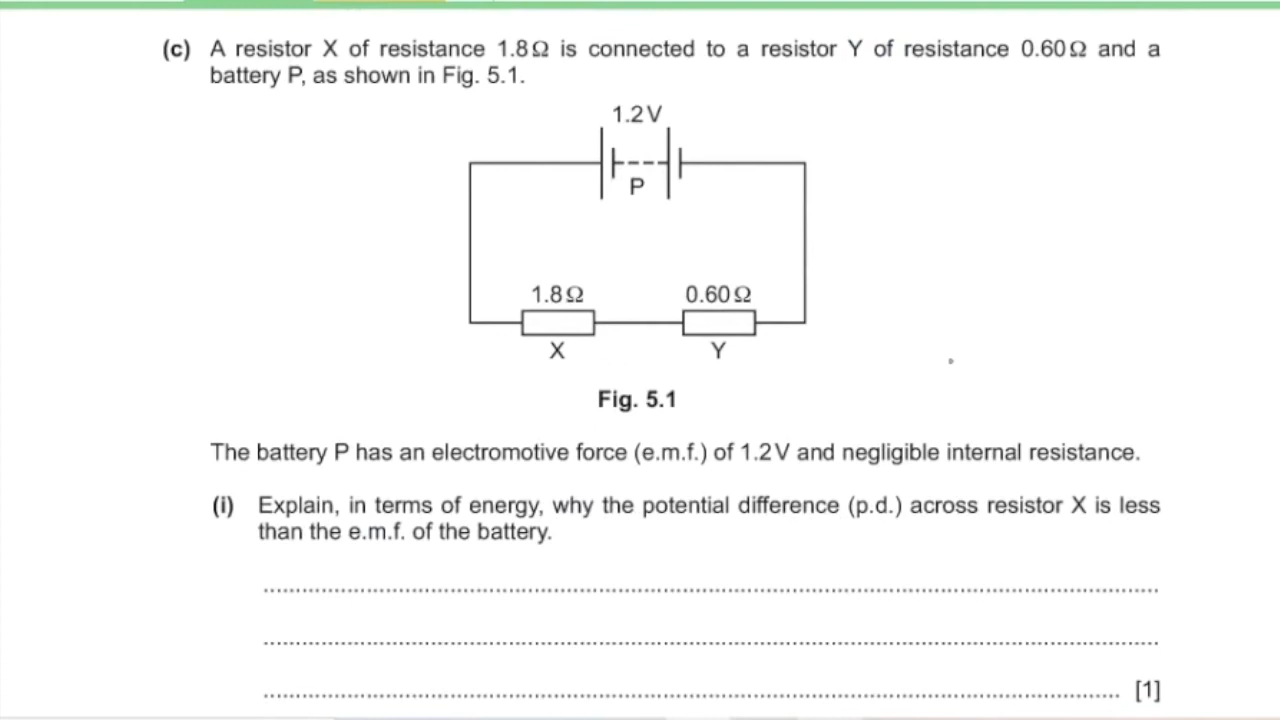 (c) A resistor X of resistance 1.8Ω is connected to a resistor Y of resistance 0.60Ω and a
battery P, as shown in Fig. 5.1.
1.2V
P
1.8Ω 0.60Ω
X Y
Fig. 5.1
The battery P has an electromotive force (e.m.f.) of 1.2V and negligible internal resistance.
(i) Explain, in terms of energy, why the potential difference (p.d.) across resistor X is less
than the e.m.f. of the battery.
[1]